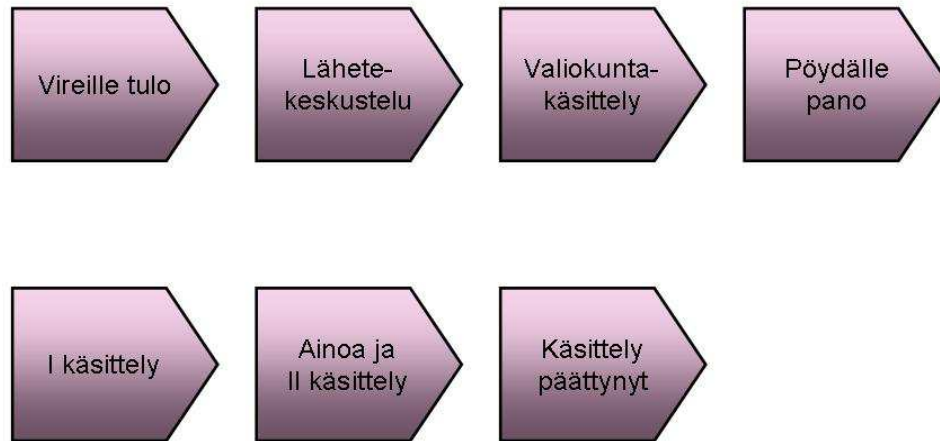 Vireille tulo
Lähete-
keskustelu
Valiokunta-
käsittely
Pöydälle
pano
I käsittely
Ainoa ja
II käsittely
Käsittely
päättynyt